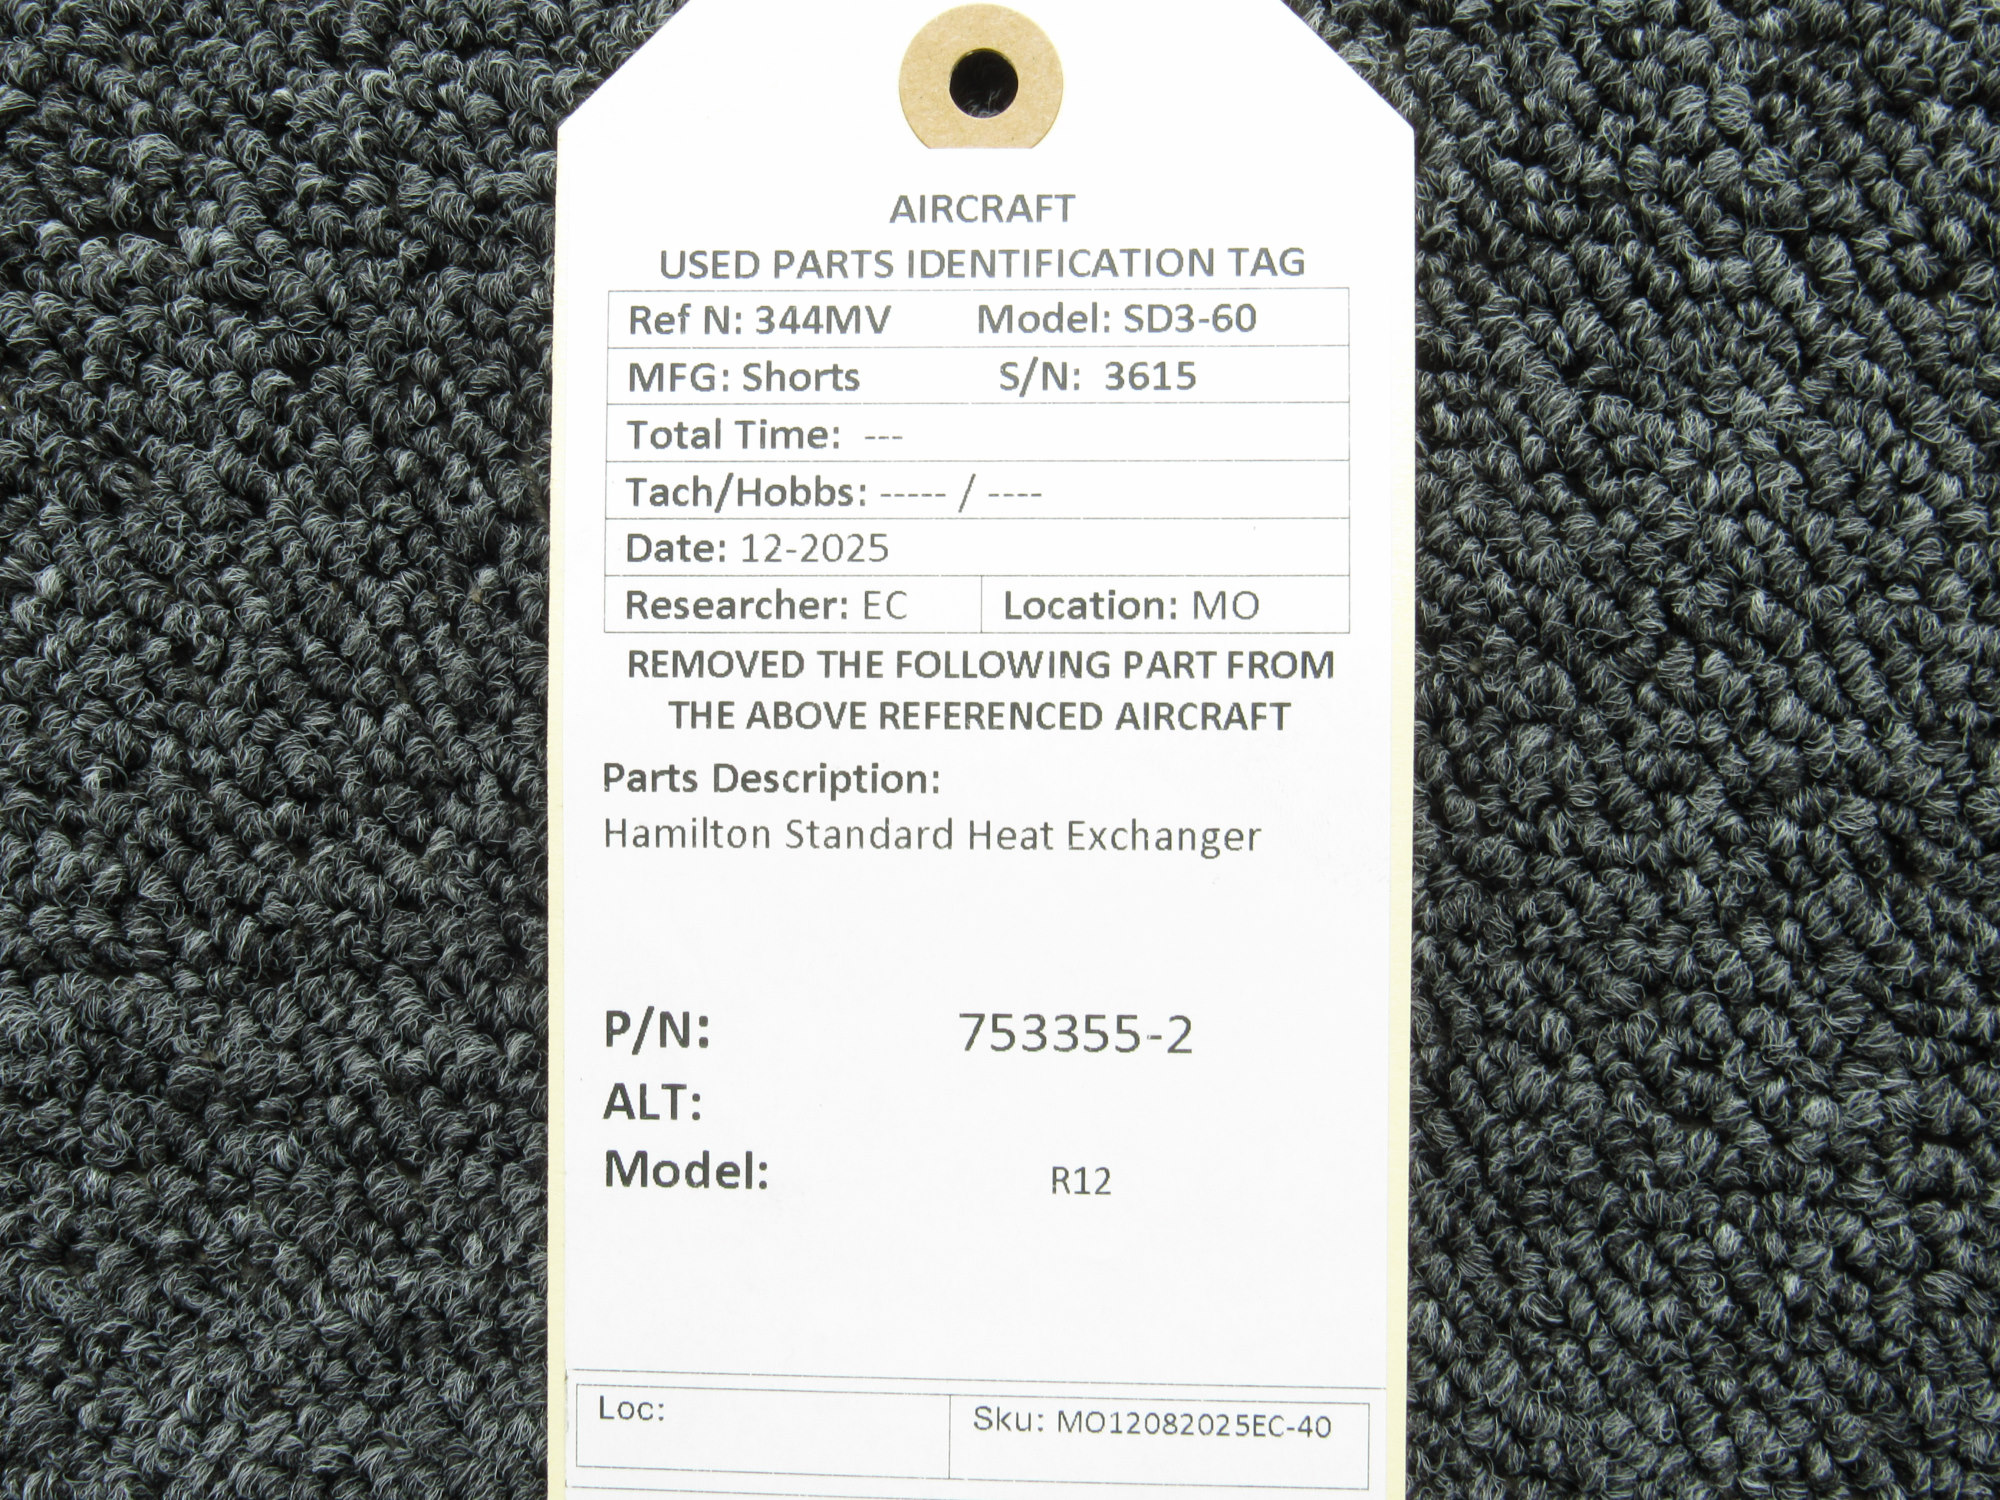 AIRCRAFT
USED PARTS IDENTIFICATION TAG
Ref N: 344MV Model: SD3-60
MFG: Shorts S/N: 3615
Total Time: ---
Tach/Hobbs: ----- / ----
Date: 12-2025
Researcher: EC Location: MO
REMOVED THE FOLLOWING PART FROM
THE ABOVE REFERENCED AIRCRAFT
Parts Description:
Hamilton Standard Heat Exchanger
P/N: 753355-2
ALT:
Model: R12
Loc: Sku: MO12082025EC-40